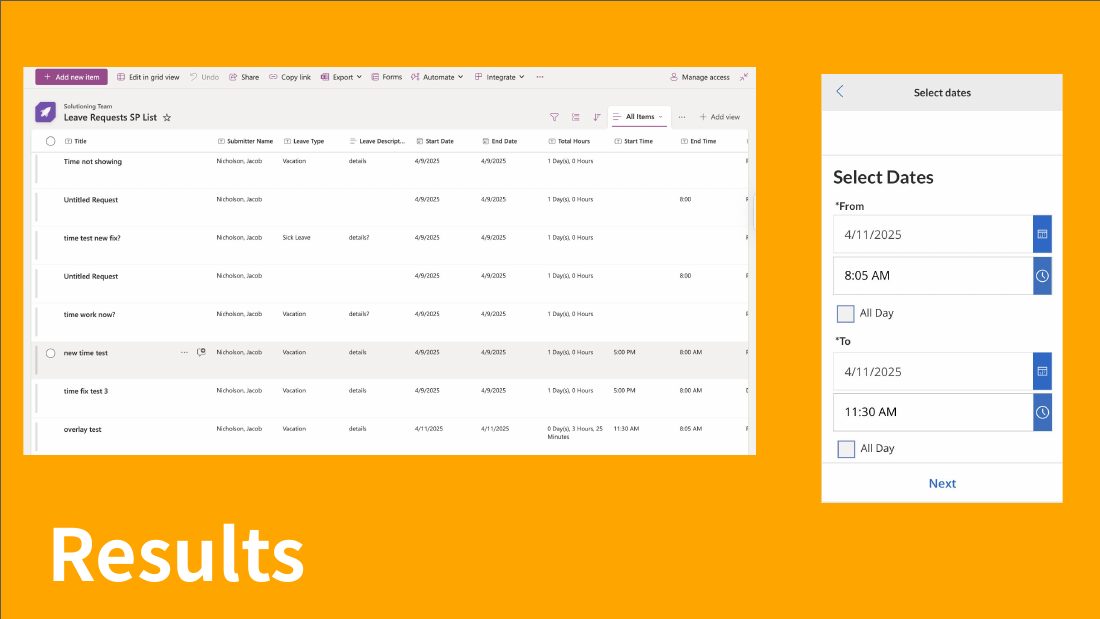 Add new item Edit in grid view Undo Share Copy link Export Forms Automate Integrate ... Manage access
Solutioning Team
Leave Requests SP List
All Items ... Add view
Title Submitter Name Leave Type Leave Descript... Start Date End Date Total Hours Start Time End Time
Time not showing Nicholson, Jacob Vacation details 4/9/2025 4/9/2025 1 Day(s), 0 Hours
Untitled Request Nicholson, Jacob 4/9/2025 4/9/2025 1 Day(s), 0 Hours 8:00
time test new fix? Nicholson, Jacob Sick Leave details? 4/9/2025 4/9/2025 1 Day(s), 0 Hours
Untitled Request Nicholson, Jacob 4/9/2025 4/9/2025 1 Day(s), 0 Hours 8:00
time work now? Nicholson, Jacob Vacation details? 4/9/2025 4/9/2025 1 Day(s), 0 Hours
new time test ... Nicholson, Jacob Vacation details 4/9/2025 4/9/2025 1 Day(s), 0 Hours 5:00 PM 8:00 AM
time fix test 3 Nicholson, Jacob Vacation details 4/9/2025 4/9/2025 1 Day(s), 0 Hours 5:00 PM 8:00 AM
overlay test Nicholson, Jacob Vacation details 4/11/2025 4/11/2025 0 Day(s), 3 Hours, 25 11:30 AM 8:05 AM
Minutes
Select dates
Select Dates
*From
4/11/2025
8:05 AM
All Day
*To
4/11/2025
11:30 AM
All Day
Next
Results